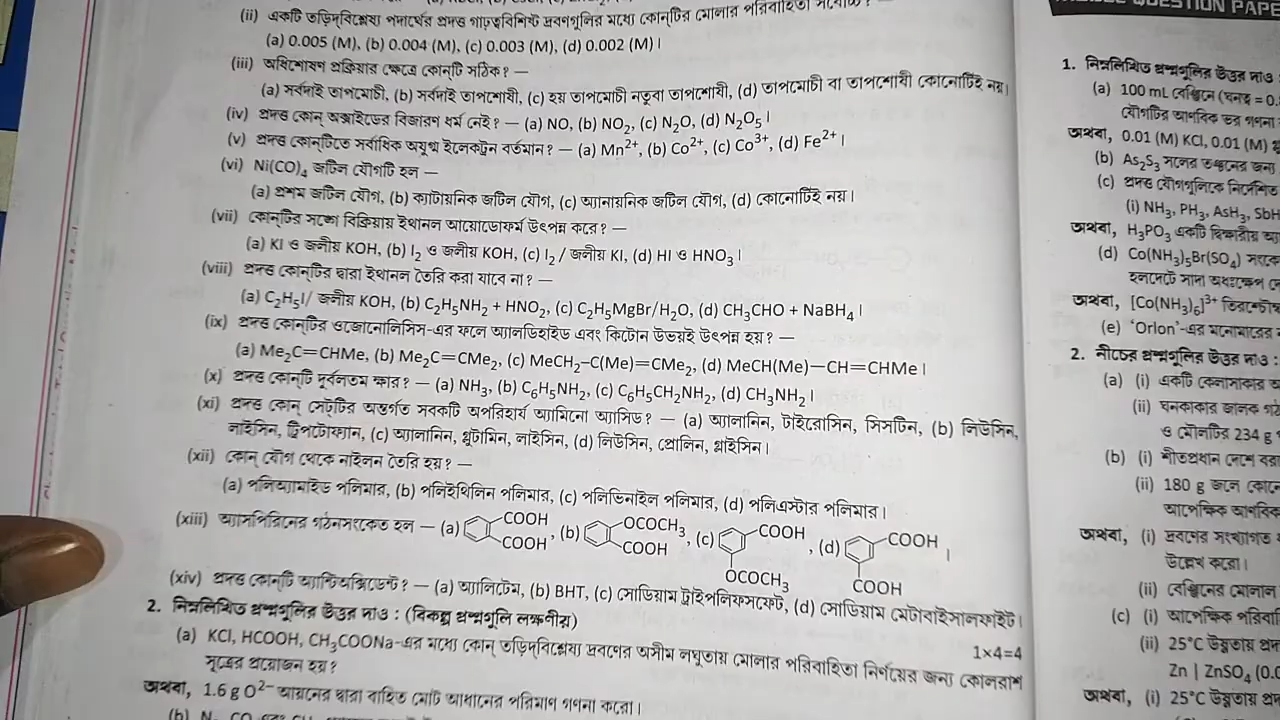 (ii) একটি তড়িদ্‌বিশ্লেষ্য পদার্থের প্রদত্ত গাঢ়ত্ববিশিষ্ট দ্রবণগুলির মধ্যে কোন্‌টির মোলার পরিবাহিতা সর্বোচ্চ?
(a) 0.005 (M), (b) 0.004 (M), (c) 0.003 (M), (d) 0.002 (M)।
(iii) অধিশোষণ প্রক্রিয়ার ক্ষেত্রে কোন্‌টি সঠিক? —
(a) সর্বদাই তাপমোচী, (b) সর্বদাই তাপশোষী, (c) হয় তাপমোচী নতুবা তাপশোষী, (d) তাপমোচী বা তাপশোষী কোনোটিই নয়।
(iv) প্রদত্ত কোন্ অক্সাইডের বিজারণ ধর্ম নেই? — (a) NO, (b) NO₂, (c) N₂O, (d) N₂O₅।
(v) প্রদত্ত কোন্‌টিতে সর্বাধিক অযুগ্ম ইলেকট্রন বর্তমান? — (a) Mn²⁺, (b) Co²⁺, (c) Co³⁺, (d) Fe²⁺।
(vi) Ni(CO)₄ জটিল যৌগটি হল —
(a) প্রশম জটিল যৌগ, (b) ক্যাটায়নিক জটিল যৌগ, (c) অ্যানায়নিক জটিল যৌগ, (d) কোনোটিই নয়।
(vii) কোন্‌টির সঙ্গে বিক্রিয়ায় ইথানল আয়োডোফর্ম উৎপন্ন করে? —
(a) KI ও জলীয় KOH, (b) I₂ ও জলীয় KOH, (c) I₂ / জলীয় KI, (d) HI ও HNO₃।
(viii) প্রদত্ত কোন্‌টির দ্বারা ইথানল তৈরি করা যাবে না? —
(a) C₂H₅I/ জলীয় KOH, (b) C₂H₅NH₂ + HNO₂, (c) C₂H₅MgBr/H₂O, (d) CH₃CHO + NaBH₄।
(ix) প্রদত্ত কোন্‌টির ওজোনোলিসিস-এর ফলে অ্যালডিহাইড এবং কিটোন উভয়ই উৎপন্ন হয়? —
(a) Me₂C=CHMe, (b) Me₂C=CMe₂, (c) MeCH₂–C(Me)=CMe₂, (d) MeCH(Me)—CH=CHMe।
(x) প্রদত্ত কোন্‌টি দুর্বলতম ক্ষার? — (a) NH₃, (b) C₆H₅NH₂, (c) C₆H₅CH₂NH₂, (d) CH₃NH₂।
(xi) প্রদত্ত কোন্ সেট্‌টির অন্তর্গত সবকটি অপরিহার্য অ্যামিনো অ্যাসিড? — (a) অ্যালানিন, টাইরোসিন, সিসটিন, (b) লিউসিন,
লাইসিন, ট্রিপটোফ্যান, (c) অ্যালানিন, গ্লুটামিন, লাইসিন, (d) লিউসিন, প্রোলিন, গ্লাইসিন।
(xii) কোন্ যৌগ থেকে নাইলন তৈরি হয়? —
(a) পলিঅ্যামাইড পলিমার, (b) পলিইথিলিন পলিমার, (c) পলিভিনাইল পলিমার, (d) পলিএস্টার পলিমার।
(xiii) অ্যাসপিরিনের গঠনসংকেত হল — (a) COOH COOH, (b) OCOCH₃ COOH, (c) COOH OCOCH₃, (d) COOH COOH।
(xiv) প্রদত্ত কোন্‌টি অ্যান্টিঅক্সিডেন্ট? — (a) অ্যালিটেম, (b) BHT, (c) সোডিয়াম ট্রাইপলিফসফেট, (d) সোডিয়াম মেটাবাইসালফাইট।
2. নিম্নলিখিত প্রশ্নগুলির উত্তর দাও : (বিকল্প প্রশ্নগুলি লক্ষণীয়)
1×4=4
(a) KCl, HCOOH, CH₃COONa-এর মধ্যে কোন্ তড়িদ্‌বিশ্লেষ্য দ্রবণের অসীম লঘুতায় মোলার পরিবাহিতা নির্ণয়ের জন্য কোলরাশ
সূত্রের প্রয়োজন হয়?
অথবা, 1.6 g O²⁻ আয়নের দ্বারা বাহিত মোট আধানের পরিমাণ গণনা করো।
QUESTION PAPE
1. নিম্নলিখিত প্রশ্নগুলির উত্তর দাও
(a) 100 mL বেঞ্জিনে (ঘনত্ব = 0.
যৌগটির আণবিক ভর গণনা
অথবা, 0.01 (M) KCl, 0.01 (M)
(b) As₂S₃ সলের তঞ্চনের জন্য
(c) প্রদত্ত যৌগগুলিকে নির্দেশিত
(i) NH₃, PH₃, AsH₃, SbH
অথবা, H₃PO₃ একটি দ্বিক্ষারীয়
(d) Co(NH₃)₅Br(SO₄) সংকে
হলদেটে সাদা অধঃক্ষেপ
অথবা, [Co(NH₃)₆]³⁺
(e) 'Orlon'-এর মনোমারের
2. নীচের প্রশ্নগুলির উত্তর দাও :
(a) (i) একটি কেলাসাকার
(ii) ঘনকাকার জালক
ও মৌলটির 234 g
(b) (i) শীতপ্রধান দেশে
(ii) 180 g জলে
আপেক্ষিক আণবিক
অথবা, (i) দ্রবণের সংখ্যাগত
উল্লেখ করো।
(ii) বেঞ্জিনের মোলাল
(c) (i) আপেক্ষিক পরিবা
(ii) 25°C উষ্ণতায়
Zn | ZnSO₄ (0.0
অথবা, (i) 25°C উষ্ণতায়